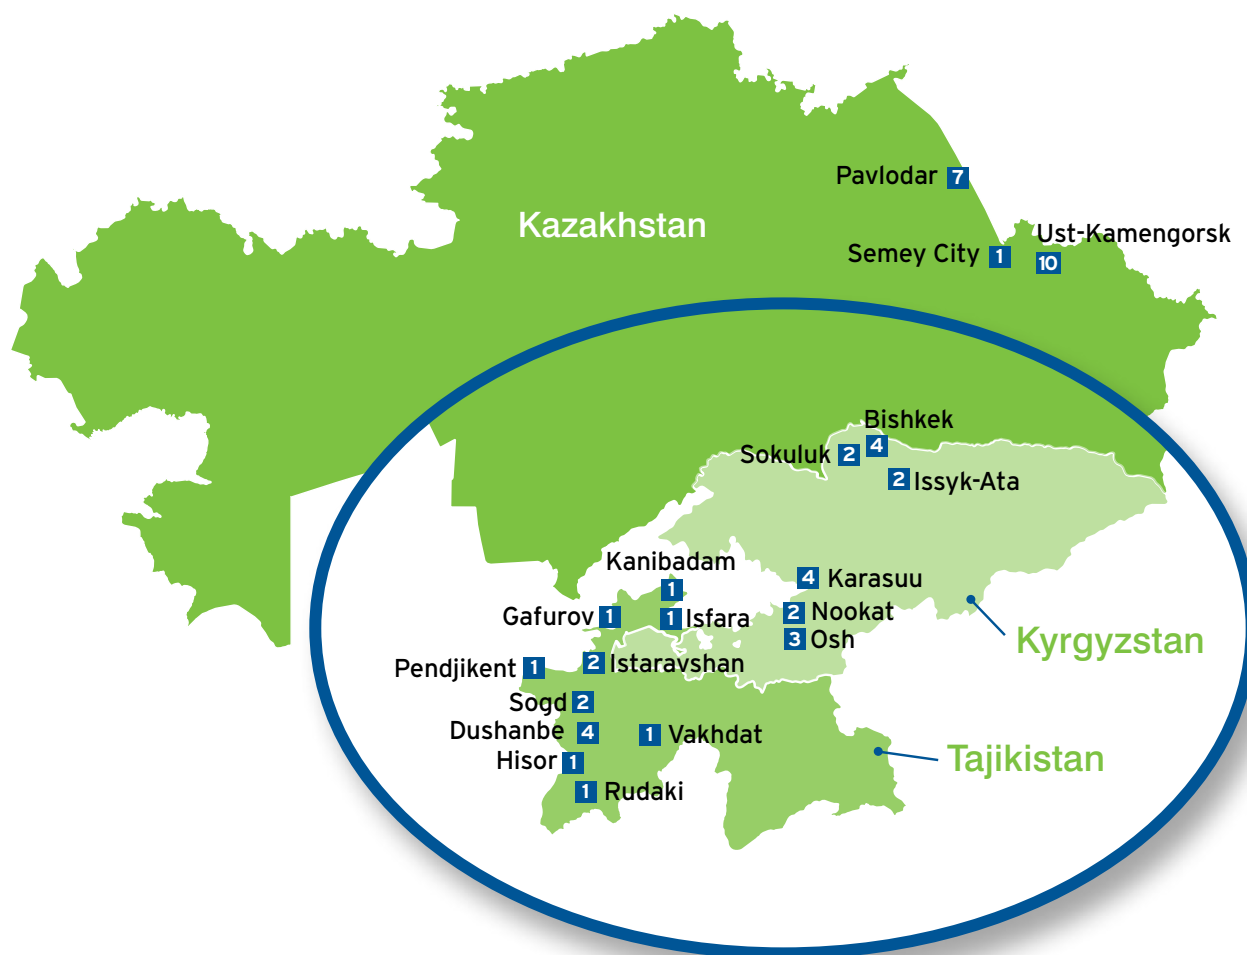 Pavlodar 7
Kazakhstan
Ust-Kamengorsk
10
Semey City 1
Bishkek
4
Sokuluk 2
2 Issyk-Ata
Kanibadam
1
4 Karasuu
Gafurov 1
1 Isfara
2 Nookat
3 Osh
Kyrgyzstan
Pendjikent 1
2 Istaravshan
Sogd 2
Dushanbe 4
1 Vakhdat
Tajikistan
Hisor 1
1 Rudaki